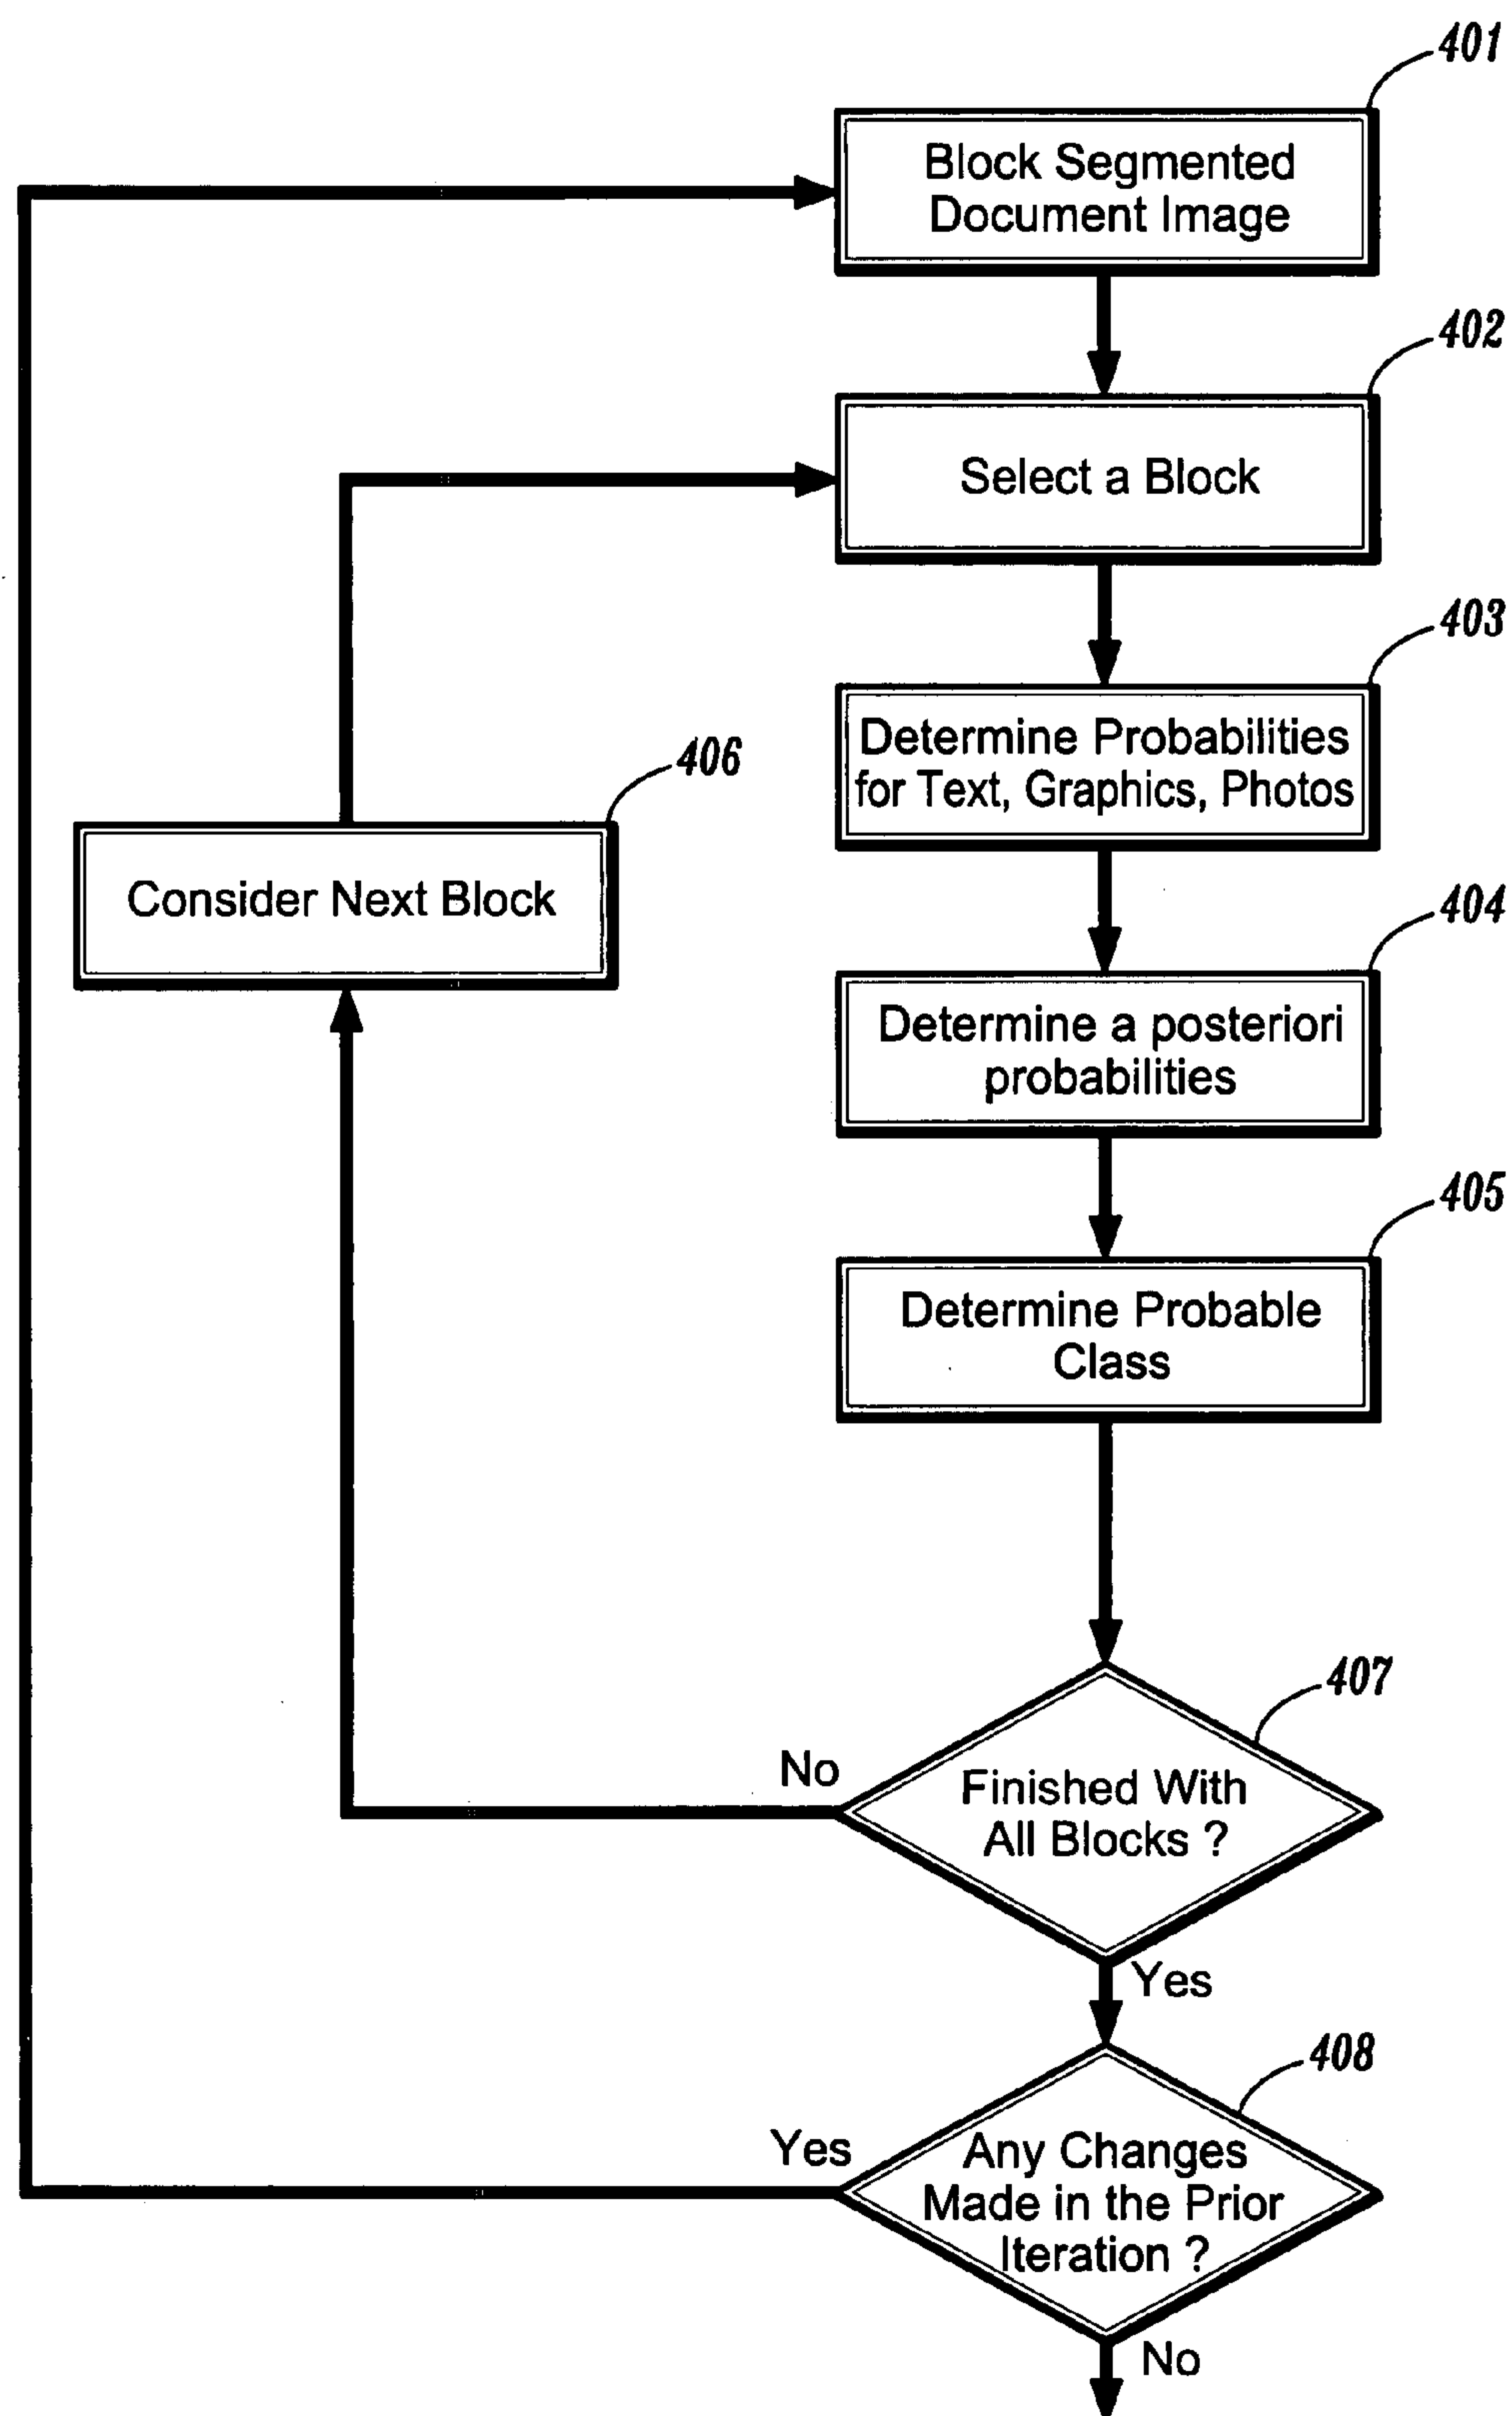 401
Block Segmented
Document Image
402
Select a Block
403
Determine Probabilities
for Text, Graphics, Photos
406
Consider Next Block
404
Determine a posteriori
probabilities
405
Determine Probable
Class
407
No
Finished With
All Blocks ?
Yes
408
Yes
Any Changes
Made in the Prior
Iteration ?
No